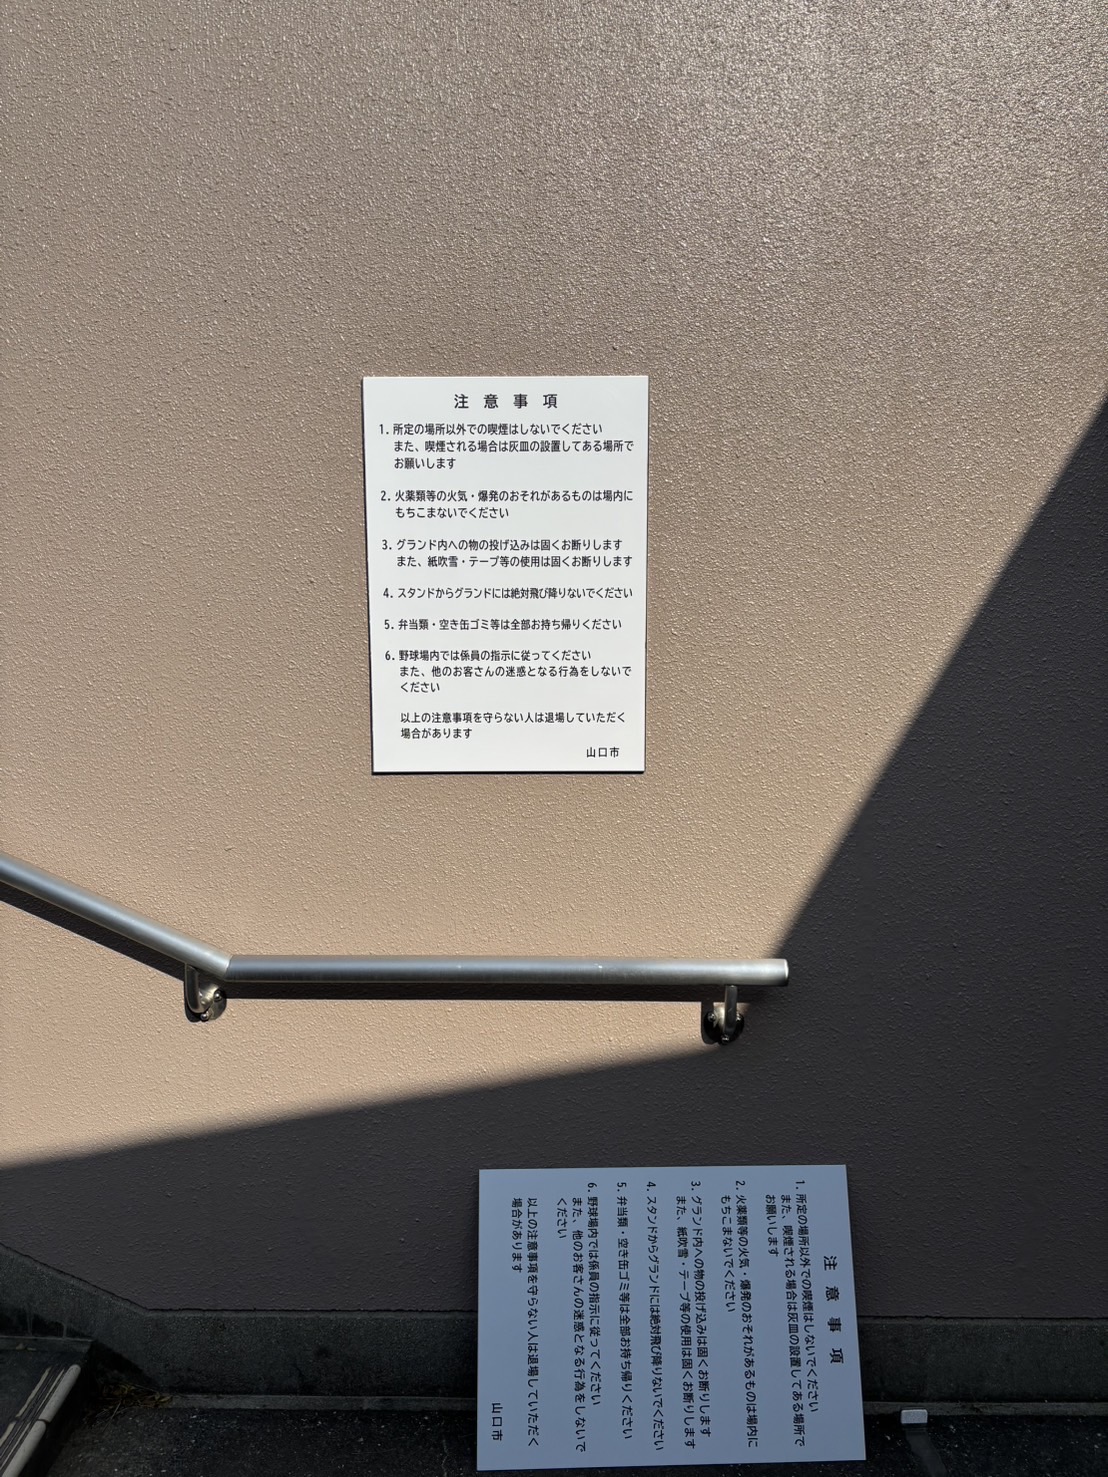 注意事項
1. 所定の場所以外での喫煙はしないでください
また、喫煙される場合は灰皿の設置してある場所で
お願いします
2. 火薬類等の火気・爆発のおそれがあるものは場内に
もちこまないでください
3. グランド内への物の投げ込みは固くお断りします
また、紙吹雪・テープ等の使用は固くお断りします
4. スタンドからグランドには絶対飛び降りないでください
5. 弁当類・空き缶ゴミ等は全部お持ち帰りください
6. 野球場内では係員の指示に従ってください
また、他のお客さんの迷惑となる行為をしないで
ください
以上の注意事項を守らない人は退場していただく
場合があります
山口市
注意事項
1. 所定の場所以外での喫煙はしないでください
また、喫煙される場合は灰皿の設置してある場所で
お願いします
2. 火薬類等の火気・爆発のおそれがあるものは場内に
もちこまないでください
3. グランド内への物の投げ込みは固くお断りします
また、紙吹雪・テープ等の使用は固くお断りします
4. スタンドからグランドには絶対飛び降りないでください
5. 弁当類・空き缶ゴミ等は全部お持ち帰りください
6. 野球場内では係員の指示に従ってください
また、他のお客さんの迷惑となる行為をしないで
ください
以上の注意事項を守らない人は退場していただく
場合があります
山口市